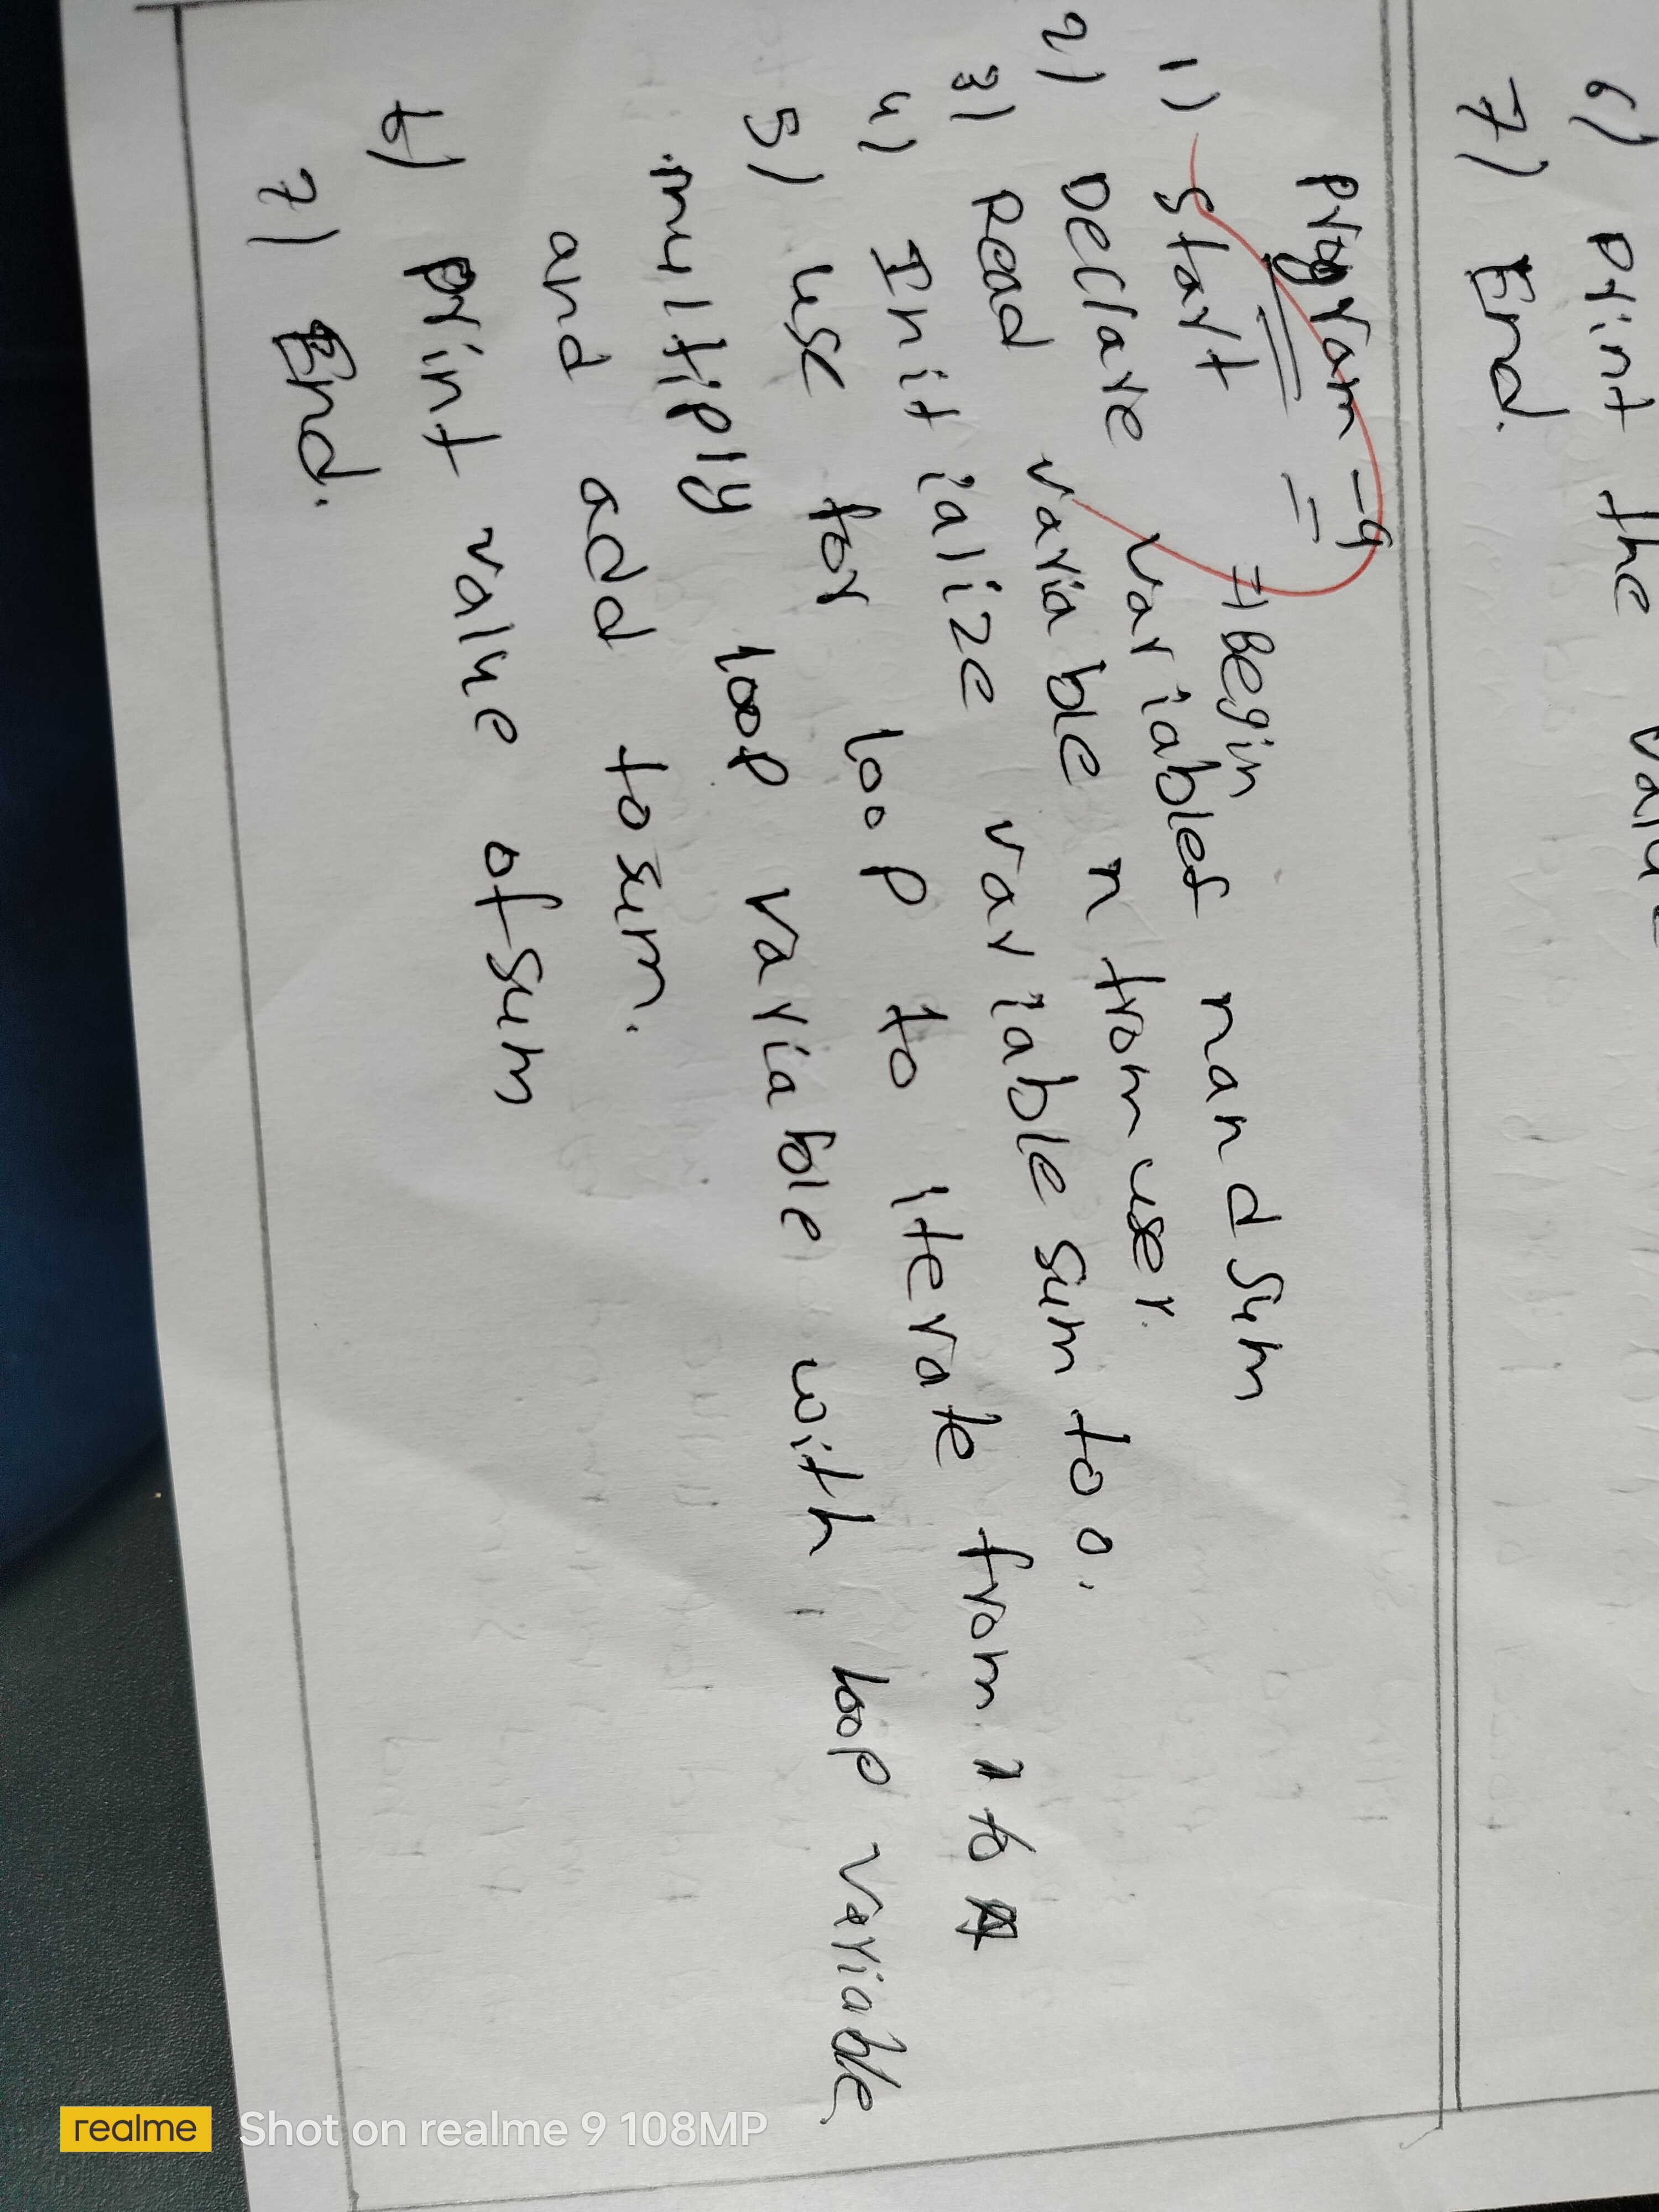 6) print the value
7) End.
Program -9
1) Start =| Begin
2) Declare variables n and sum
3) Read variable n from user.
4) Initialize variable sum to 0.
5) use for loop to iterate from 1 to
multiply loop variable with loop variable
and add to sum.
6) print value of sum
7) End.
realme Shot on realme 9 108MP